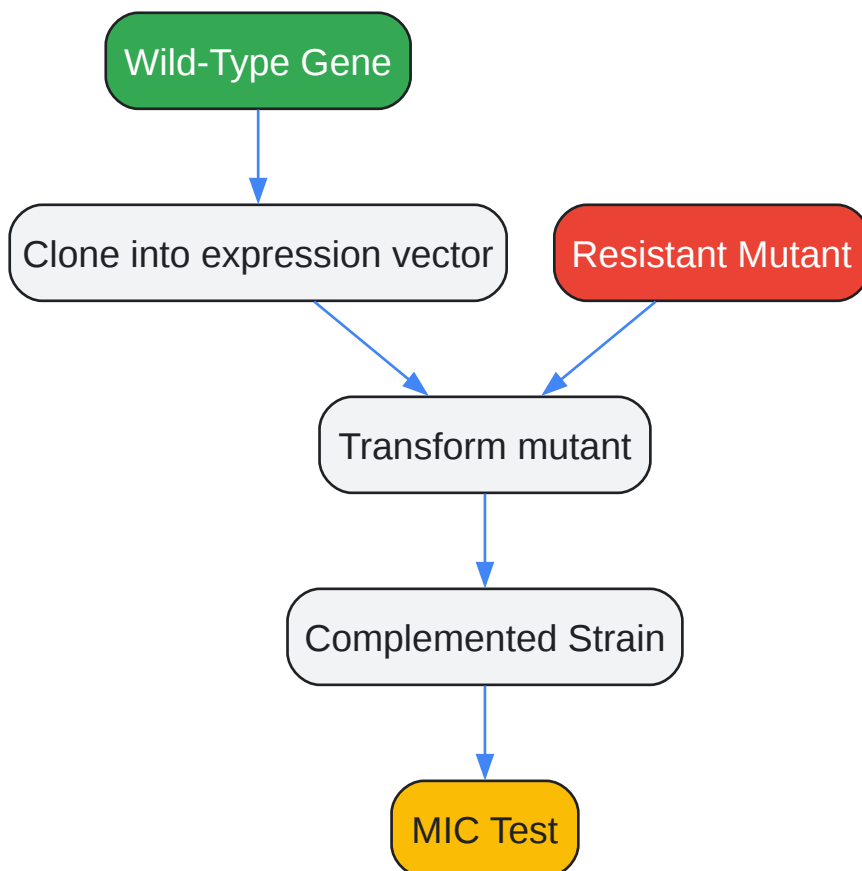 Wild-Type Gene
Clone into expression vector
Resistant Mutant
Transform mutant
Complemented Strain
MIC Test